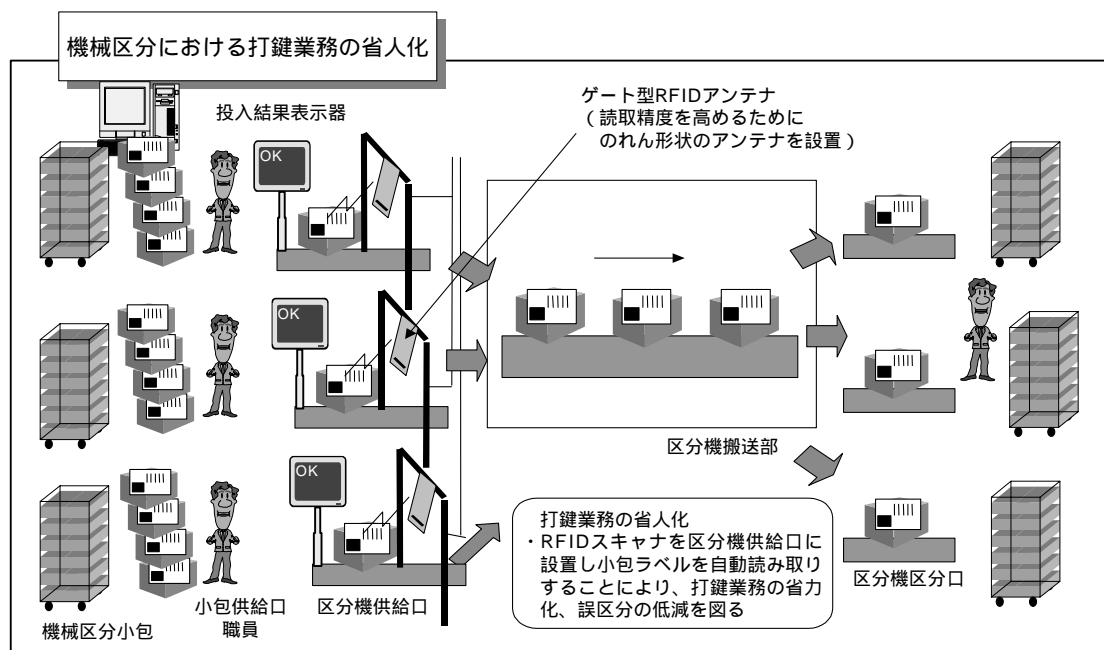 機械区分における打鍵業務の省人化
投入結果表示器
ゲート型RFIDアンテナ
（読取精度を高めるために
のれん形状のアンテナを設置）
OK
OK
OK
区分機搬送部
打鍵業務の省人化
・RFIDスキャナを区分機供給口に
設置し小包ラベルを自動読み取り
することにより、打鍵業務の省力
化、誤区分の低減を図る
機械区分小包
小包供給口
職員
区分機供給口
区分機区分口